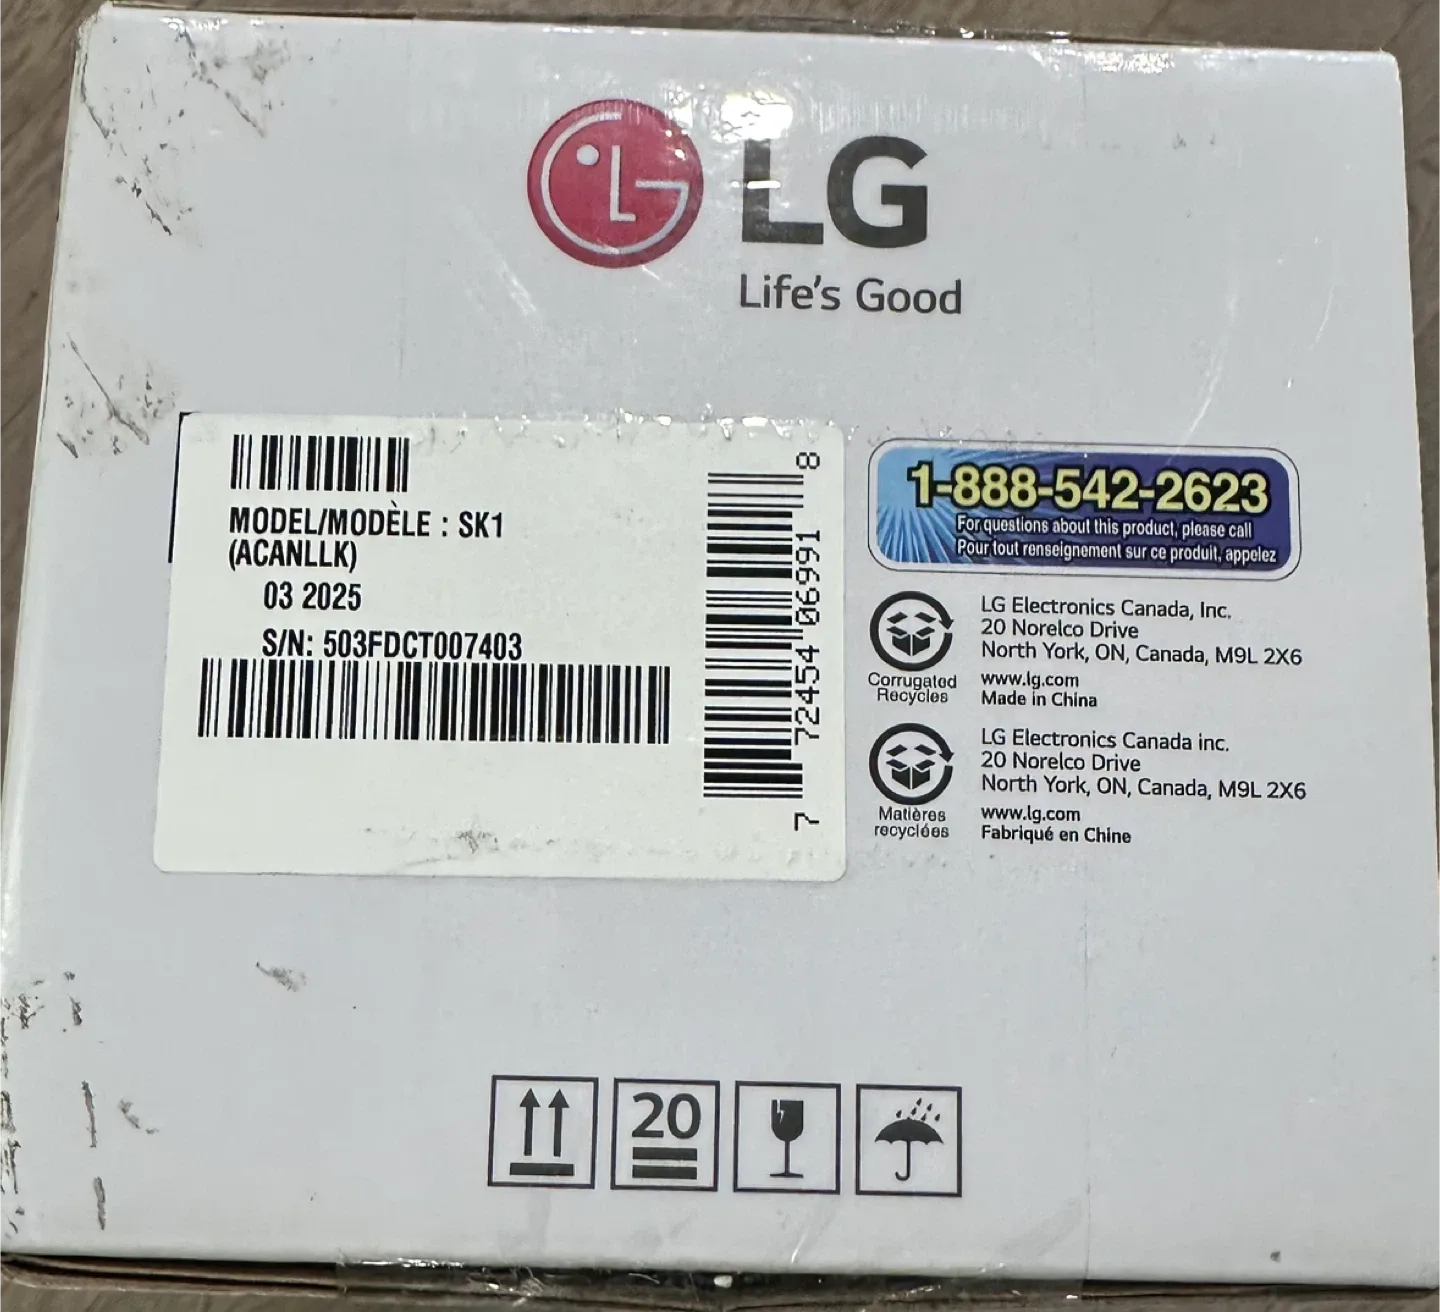 LG
Life's Good
MODEL/MODÈLE : SK1
(ACANLLK)
03 2025
S/N: 503FDCT007403
7 72454 06991 8
1-888-542-2623
For questions about this product, please call
Pour tout renseignement sur ce produit, appelez
Corrugated
Recycles
LG Electronics Canada, Inc.
20 Norelco Drive
North York, ON, Canada, M9L 2X6
www.lg.com
Made in China
Matières
recyclées
LG Electronics Canada inc.
20 Norelco Drive
North York, ON, Canada, M9L 2X6
www.lg.com
Fabriqué en Chine
20